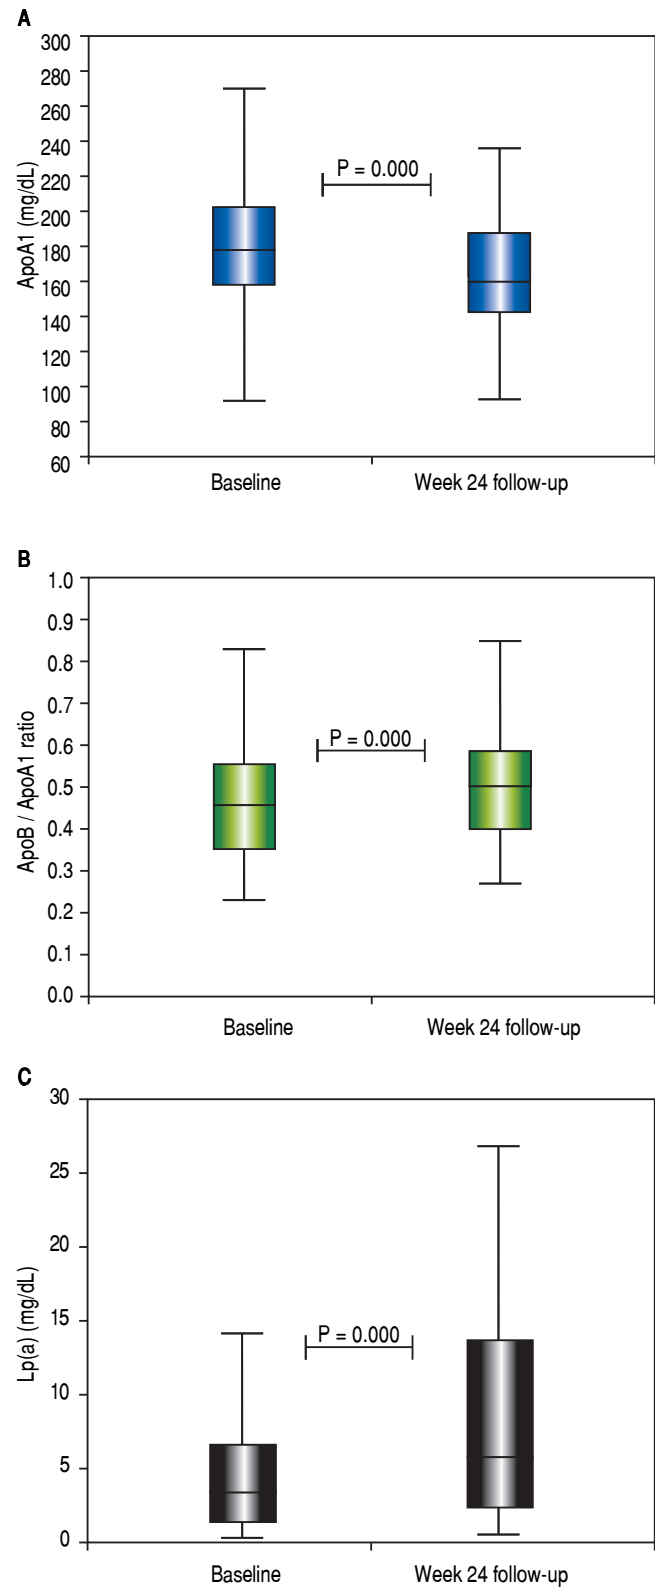 A
300
280
260
240
220
200
180
160
140
120
100
80
60
ApoA1 (mg/dL)
P = 0.000
Baseline
Week 24 follow-up
B
1.0
0.9
0.8
0.7
0.6
0.5
0.4
0.3
0.2
0.1
0.0
ApoB / ApoA1 ratio
P = 0.000
Baseline
Week 24 follow-up
C
30
25
20
15
10
5
0
Lp(a) (mg/dL)
P = 0.000
Baseline
Week 24 follow-up